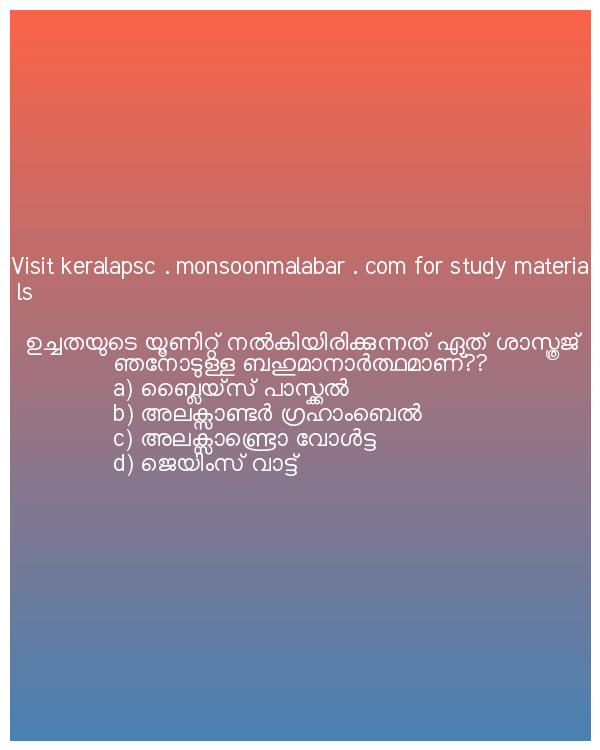 Visit keralapsc . monsoonmalabar . com for study materia
ls
ഉച്ചതയുടെ യൂണിറ്റ് നൽകിയിരിക്കുന്നത് ഏത് ശാസ്ത്രജ്
ഞനോടുള്ള ബഹുമാനാർത്ഥമാണ്??
a) ബ്ലൈയ്സ് പാസ്ക്കൽ
b) അലക്സാണ്ടർ ഗ്രഹാംബെൽ
c) അലക്സാണ്ട്രൊ വോൾട്ട
d) ജെയിംസ് വാട്ട്